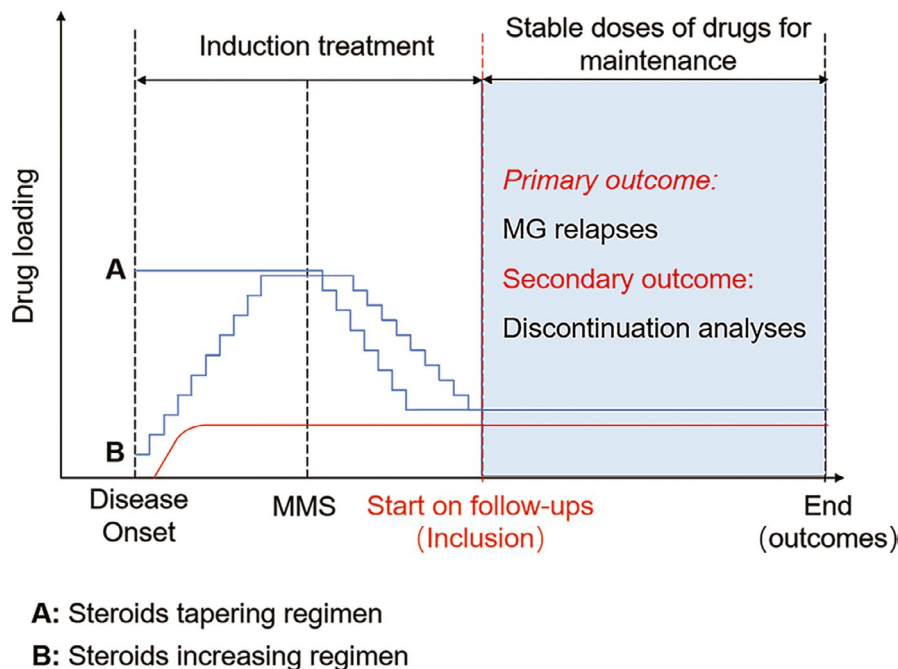 Induction treatment
Stable doses of drugs for
maintenance
Drug loading
Primary outcome:
MG relapses
Secondary outcome:
Discontinuation analyses
A
B
Disease
Onset
MMS
Start on follow-ups
(Inclusion)
End
(outcomes)
A: Steroids tapering regimen
B: Steroids increasing regimen